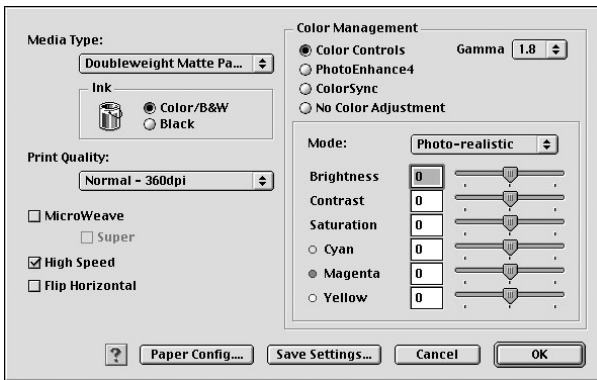 Media Type:
Doubleweight Matte Pa...
Ink
Color/B&W
Black
Print Quality:
Normal - 360dpi
MicroWeave
Super
High Speed
Flip Horizontal
Color Management
Color Controls
Gamma 1.8
PhotoEnhance4
ColorSync
No Color Adjustment
Mode: Photo-realistic
Brightness 0
Contrast 0
Saturation 0
Cyan 0
Magenta 0
Yellow 0
? Paper Config.... Save Settings... Cancel OK